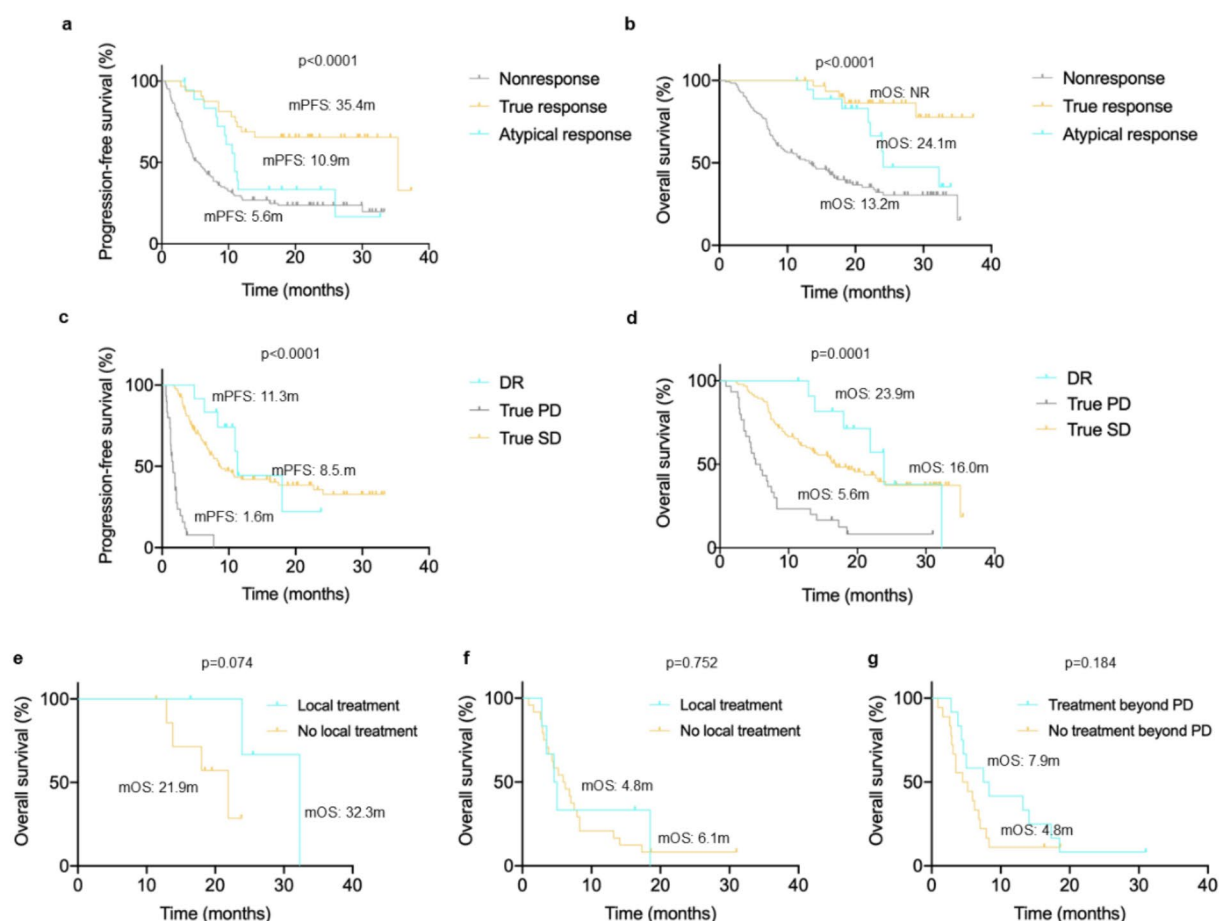 a
p<0.0001
Progression-free survival (%)
100
50
0
0 10 20 30 40
Time (months)
mPFS: 35.4m
mPFS: 10.9m
mPFS: 5.6m
Nonresponse
True response
Atypical response
b
p<0.0001
Overall survival (%)
100
50
0
0 10 20 30 40
Time (months)
mOS: NR
mOS: 24.1m
mOS: 13.2m
Nonresponse
True response
Atypical response
c
p<0.0001
Progression-free survival (%)
100
50
0
0 10 20 30 40
Time (months)
mPFS: 11.3m
mPFS: 8.5.m
mPFS: 1.6m
DR
True PD
True SD
d
p=0.0001
Overall survival (%)
100
50
0
0 10 20 30 40
Time (months)
mOS: 23.9m
mOS: 16.0m
mOS: 5.6m
DR
True PD
True SD
e
p=0.074
Overall survival (%)
100
50
0
0 10 20 30 40
Time (months)
Local treatment
No local treatment
mOS: 21.9m
mOS: 32.3m
f
p=0.752
Overall survival (%)
100
50
0
0 10 20 30 40
Time (months)
Local treatment
No local treatment
mOS: 4.8m
mOS: 6.1m
g
p=0.184
Overall survival (%)
100
50
0
0 10 20 30 40
Time (months)
Treatment beyond PD
No treatment beyond PD
mOS: 7.9m
mOS: 4.8m